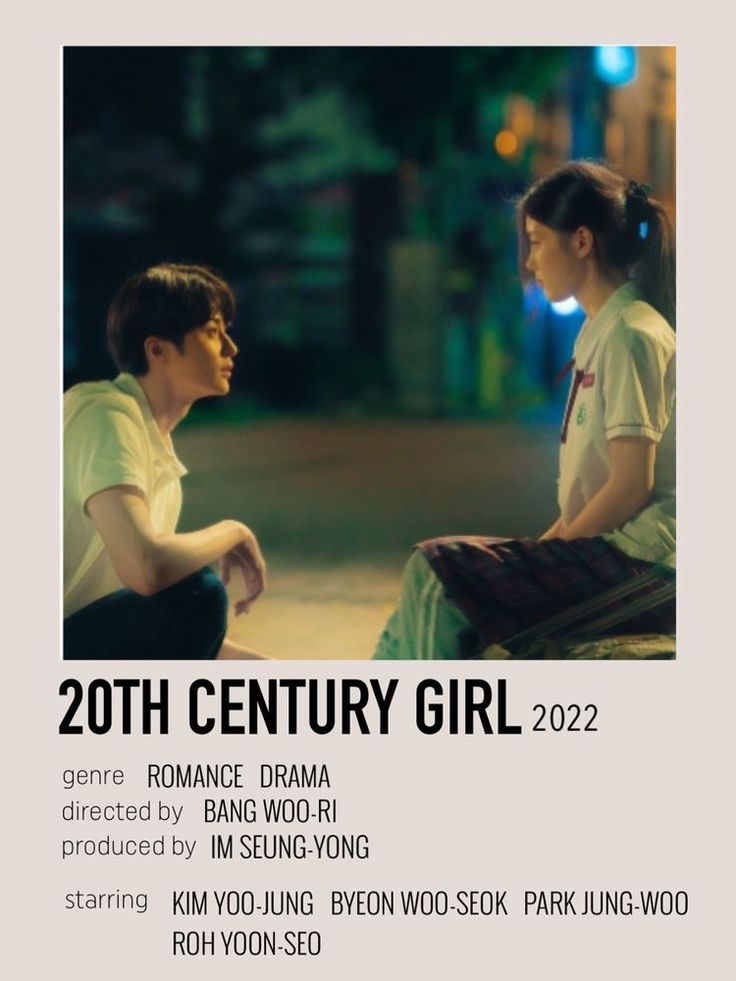 20TH CENTURY GIRL 2022
genre ROMANCE DRAMA
directed by BANG WOO-RI
produced by IM SEUNG-YONG
starring KIM YOO-JUNG BYEON WOO-SEOK PARK JUNG-WOO
ROH YOON-SEO